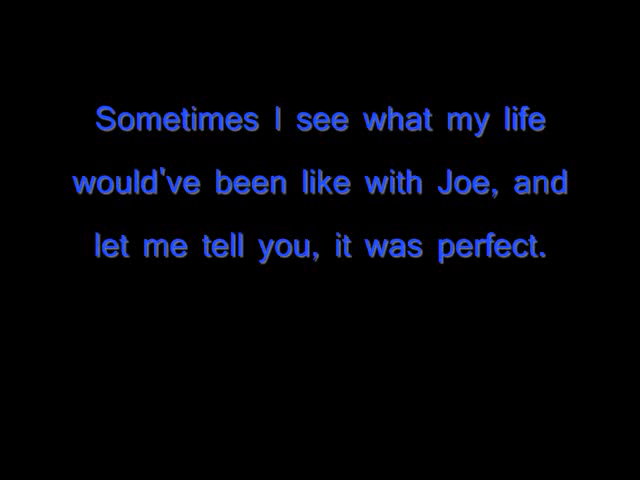 Sometimes I see what my life
would've been like with Joe, and
let me tell you, it was perfect.